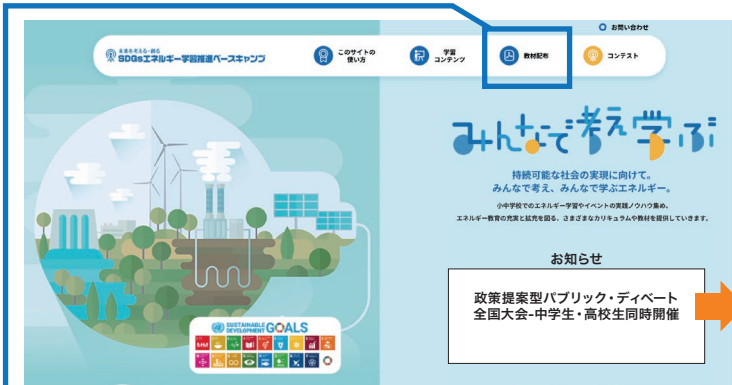 お問い合わせ
未来を考える・創る
SDGsエネルギー学習推進ベースキャンプ
このサイトの
使い方
学習
コンテンツ
教材配布
コンテスト
みんなで考え学ぶ
持続可能な社会の実現に向けて。
みんなで考え、みんなで学ぶエネルギー。
小中学校でのエネルギー学習やイベントの実践ノウハウ集め、
エネルギー教育の充実と拡充を図る、さまざまなカリキュラムや教材を提供していきます。
お知らせ
政策提案型パブリック・ディベート
全国大会-中学生・高校生同時開催
SUSTAINABLE
DEVELOPMENT GOALS